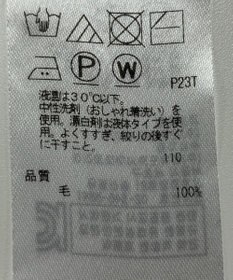 P23T
液温は30℃以下。
中性洗剤(おしゃれ着洗い)を
使用。漂白剤は液体タイプを使
用。よくすすぎ、絞りの後すぐ
に干すこと。
110
品質
毛 100%